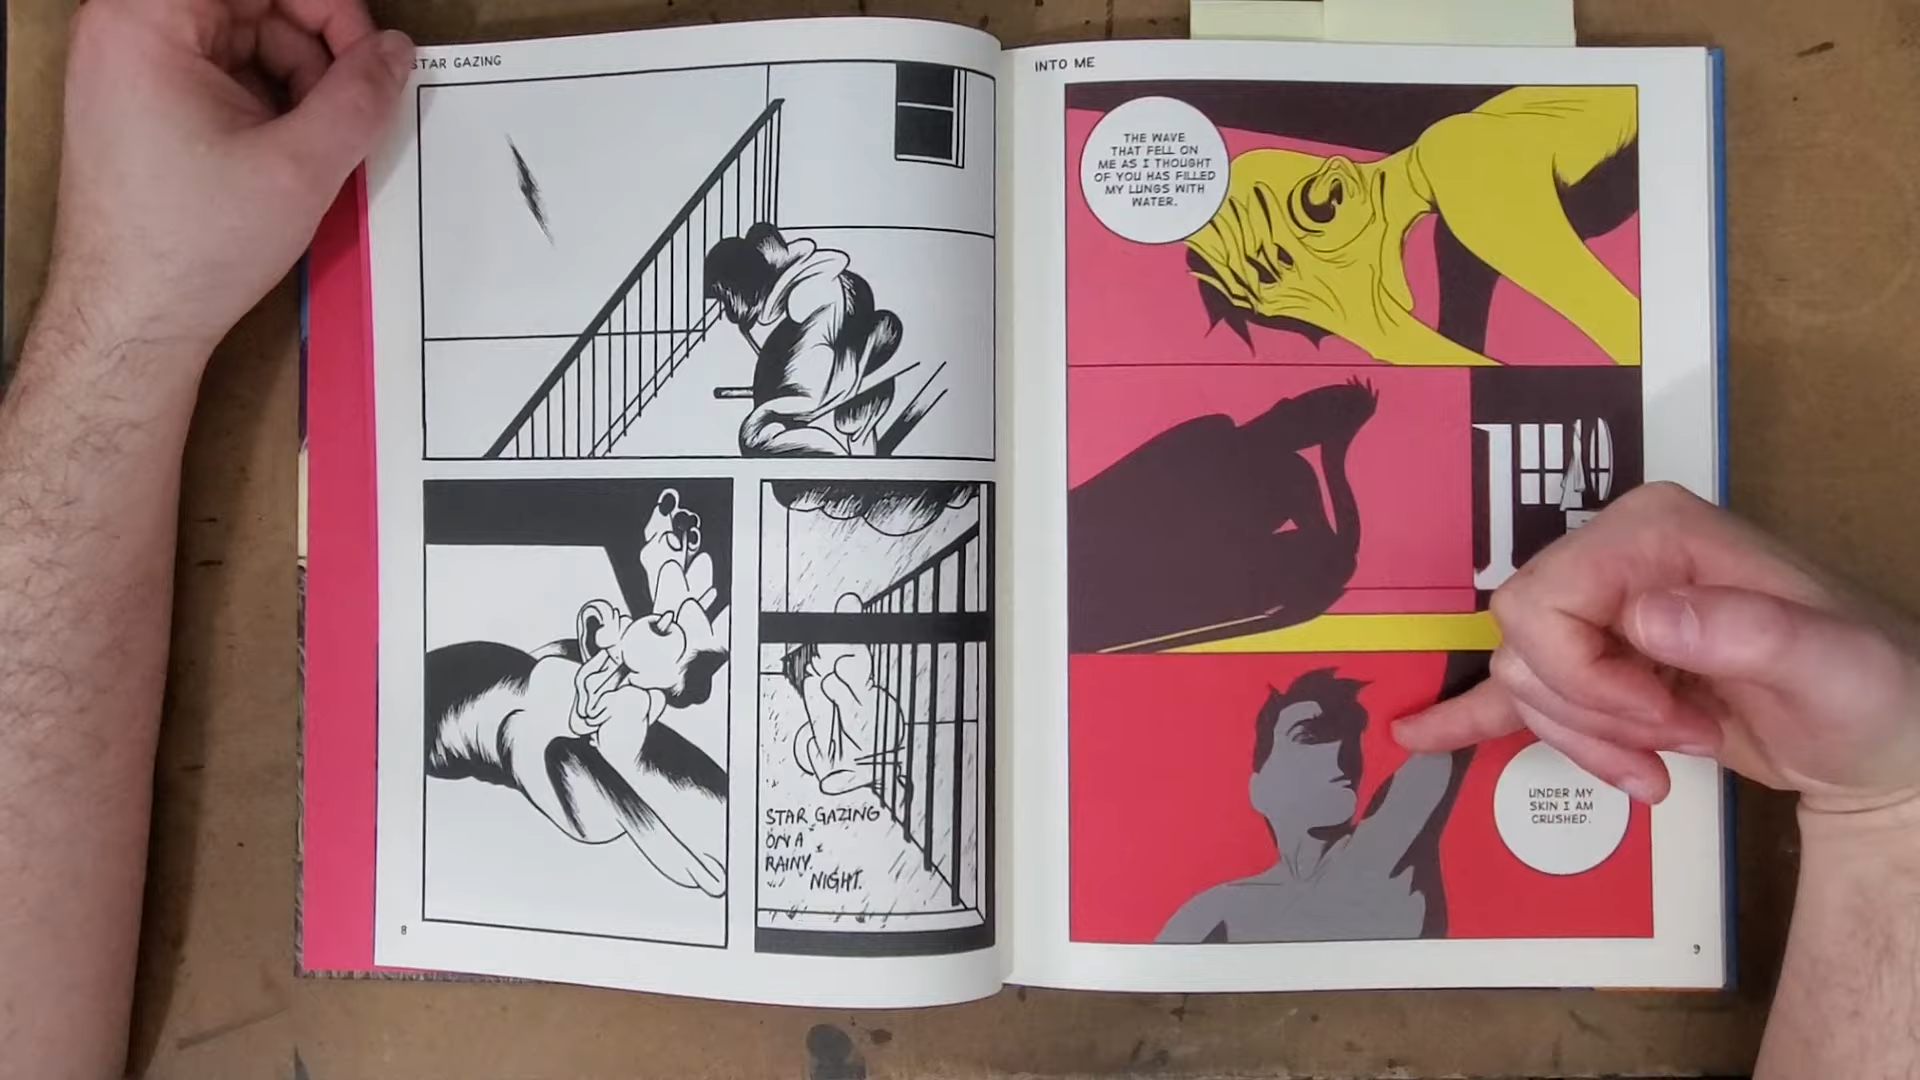 STAR GAZING
STAR GAZING
ON A
RAINY.
NIGHT.
8
INTO ME
THE WAVE
THAT FELL ON
ME AS I THOUGHT
OF YOU HAS FILLED
MY LUNGS WITH
WATER.
UNDER MY
SKIN I AM
CRUSHED.
9